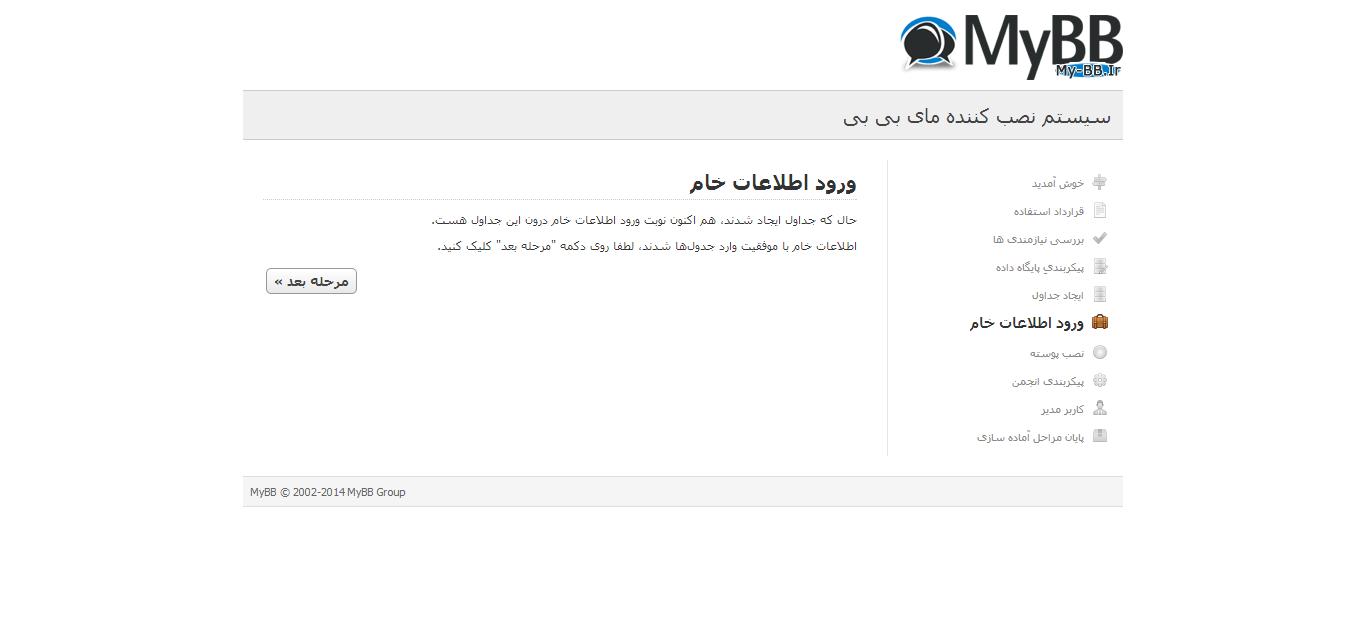 MyBB
My-BB.Ir
سیستم نصب کننده مای بی بی
خوش آمدید
قرارداد استفاده
بررسی نیازمندی ها
پیکربندي پایگاه داده
ایجاد جداول
ورود اطلاعات خام
نصب پوسته
پیکربندی انجمن
کاربر مدیر
پایان مراحل آماده سازی
ورود اطلاعات خام
حال که جداول ایجاد شدند، هم اکنون نوبت ورود اطلاعات خام درون این جداول هست.
اطلاعات خام با موفقیت وارد جدول‌ها شدند، لطفا روی دکمه "مرحله بعد" کلیک کنید.
مرحله بعد »
MyBB © 2002-2014 MyBB Group